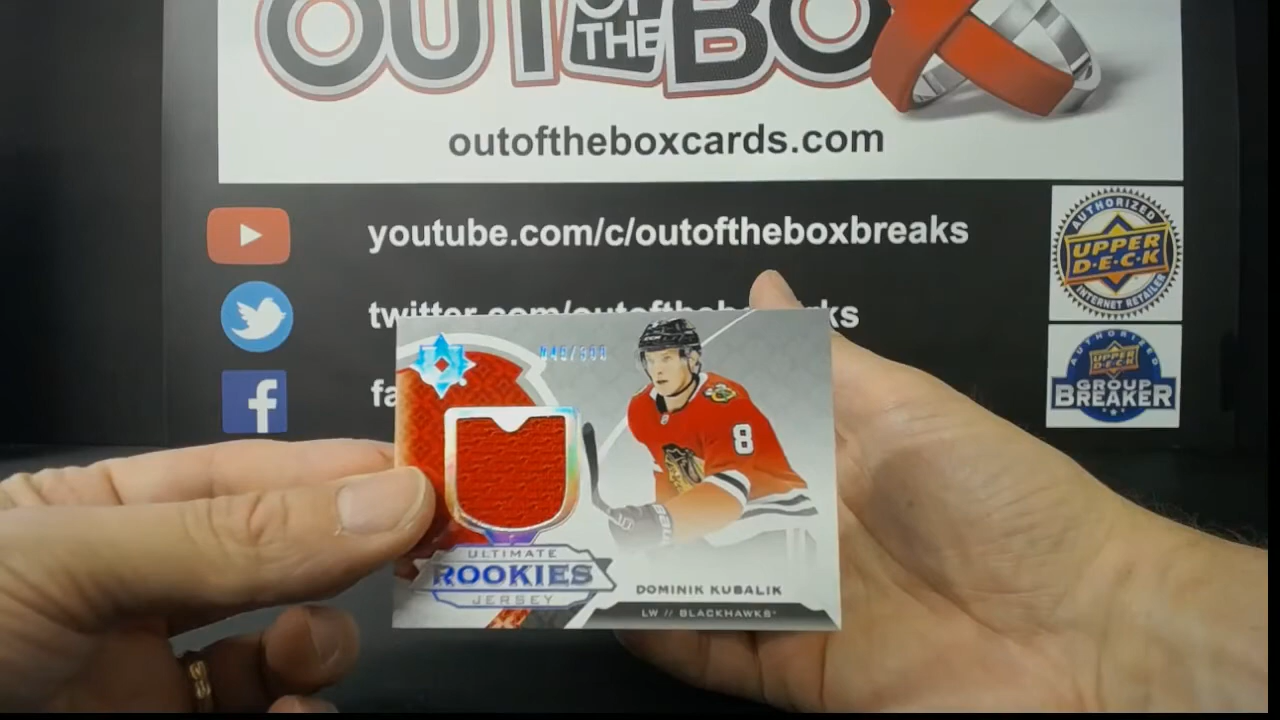 OUT OF THE BOX
outoftheboxcards.com
youtube.com/c/outoftheboxbreaks
AUTHORIZED
UPPER
D·E·C·K
INTERNET RETAILER
AUTHORIZED
UPPER
DECK
GROUP
BREAKER
8
ULTIMATE
ROOKIES
JERSEY
DOMINIK KUBALIK
LW // BLACKHAWKS